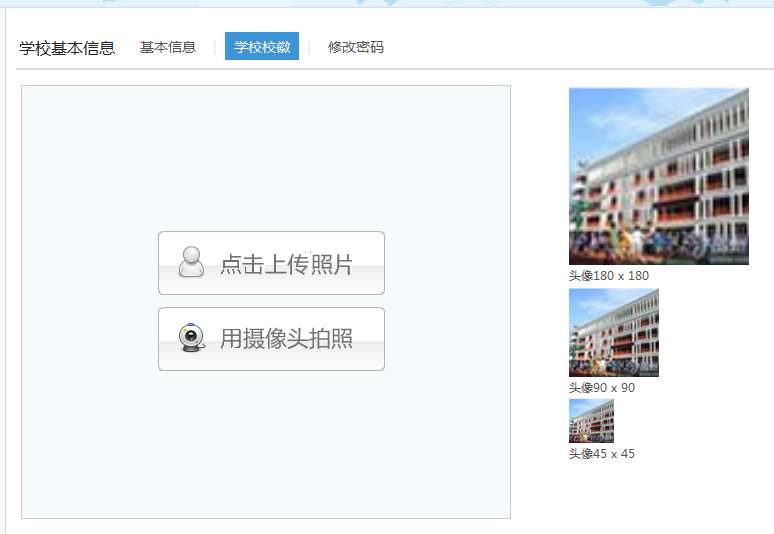 学校基本信息 基本信息 | 学校校徽 | 修改密码
点击上传照片
用摄像头拍照
头像180 x 180
头像90 x 90
头像45 x 45